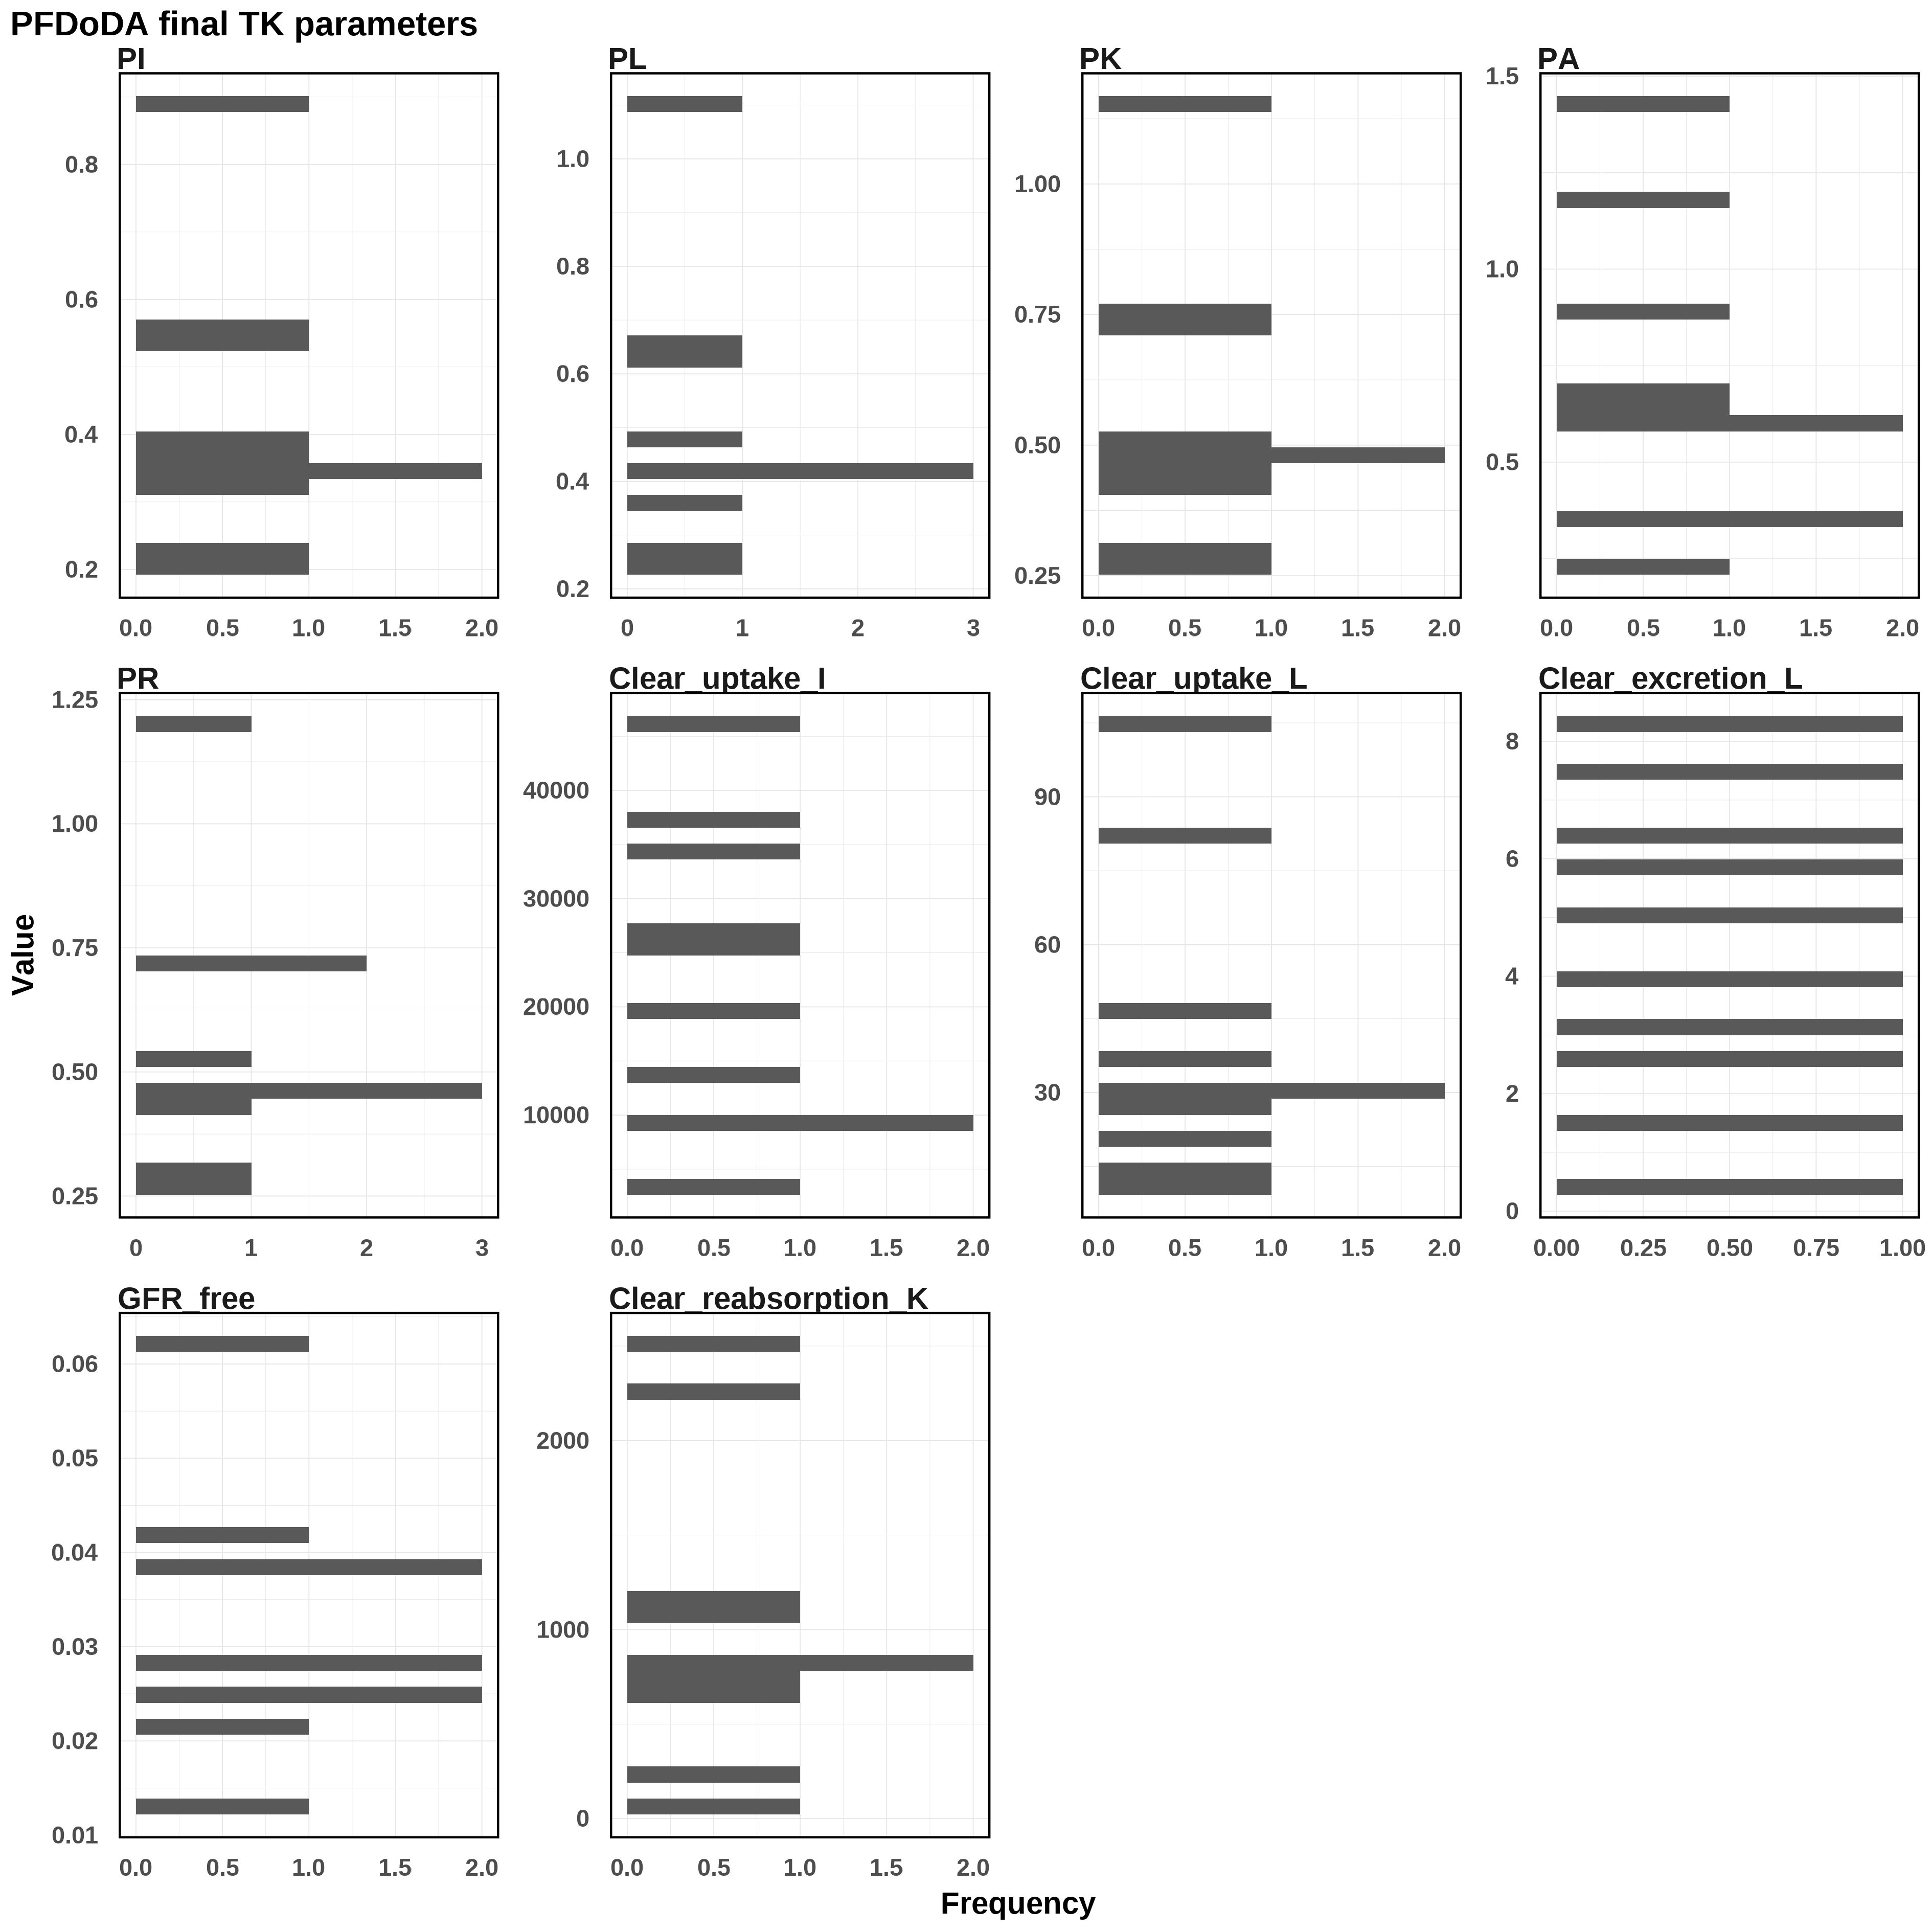 PFDoDA final TK parameters
PI PL PK PA
0.8
0.6
0.4
0.2
0.0 0.5 1.0 1.5 2.0
1.0
0.8
0.6
0.4
0.2
0 1 2 3
1.00
0.75
0.50
0.25
0.0 0.5 1.0 1.5 2.0
1.5
1.0
0.5
0.0 0.5 1.0 1.5 2.0
PR Clear_uptake_I Clear_uptake_L Clear_excretion_L
Value
1.25
1.00
0.75
0.50
0.25
0 1 2 3
40000
30000
20000
10000
0.0 0.5 1.0 1.5 2.0
90
60
30
0.0 0.5 1.0 1.5 2.0
8
6
4
2
0
0.00 0.25 0.50 0.75 1.00
GFR_free Clear_reabsorption_K
0.06
0.05
0.04
0.03
0.02
0.01
0.0 0.5 1.0 1.5 2.0
2000
1000
0
0.0 0.5 1.0 1.5 2.0
Frequency